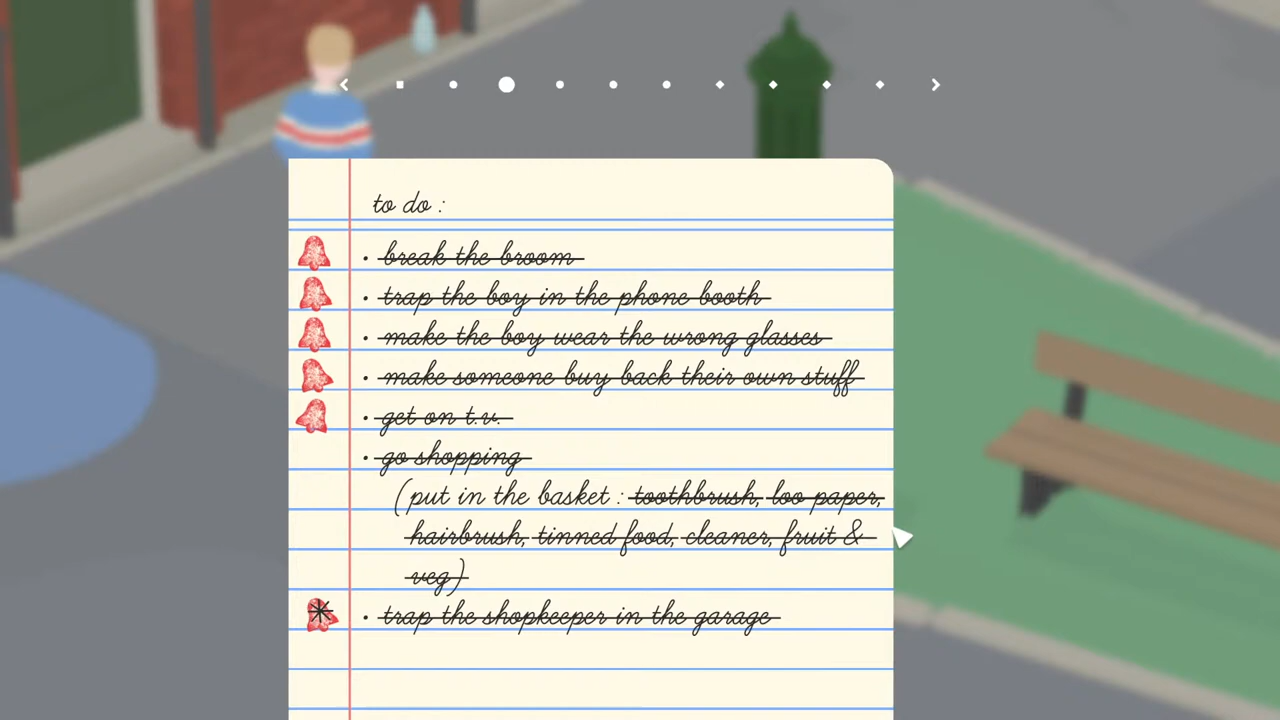 to do :
• break the broom
• trap the boy in the phone booth
• make the boy wear the wrong glasses
• make someone buy back their own stuff
• get on t.v.
• go shopping
(put in the basket : toothbrush, loo paper,
hairbrush, tinned food, cleaner, fruit &
veg)
• trap the shopkeeper in the garage